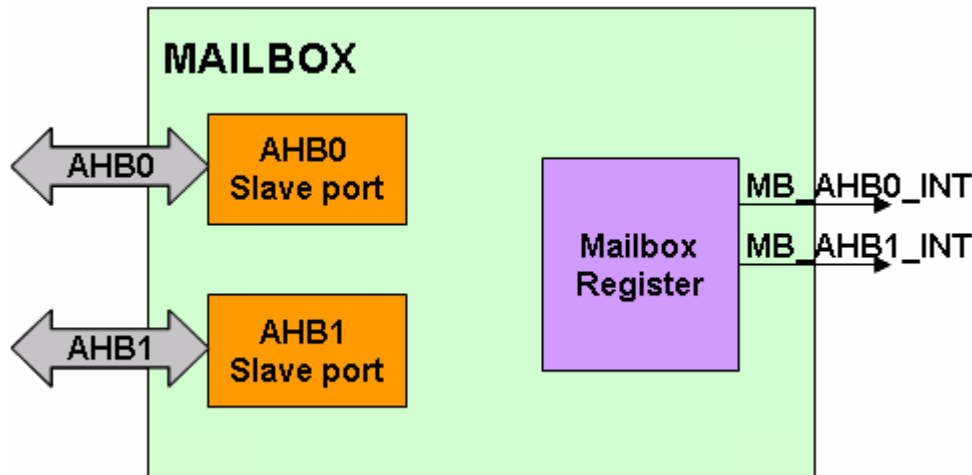 MAILBOX
AHB0
AHB0
Slave port
AHB1
AHB1
Slave port
Mailbox
Register
MB_AHB0_INT
MB_AHB1_INT